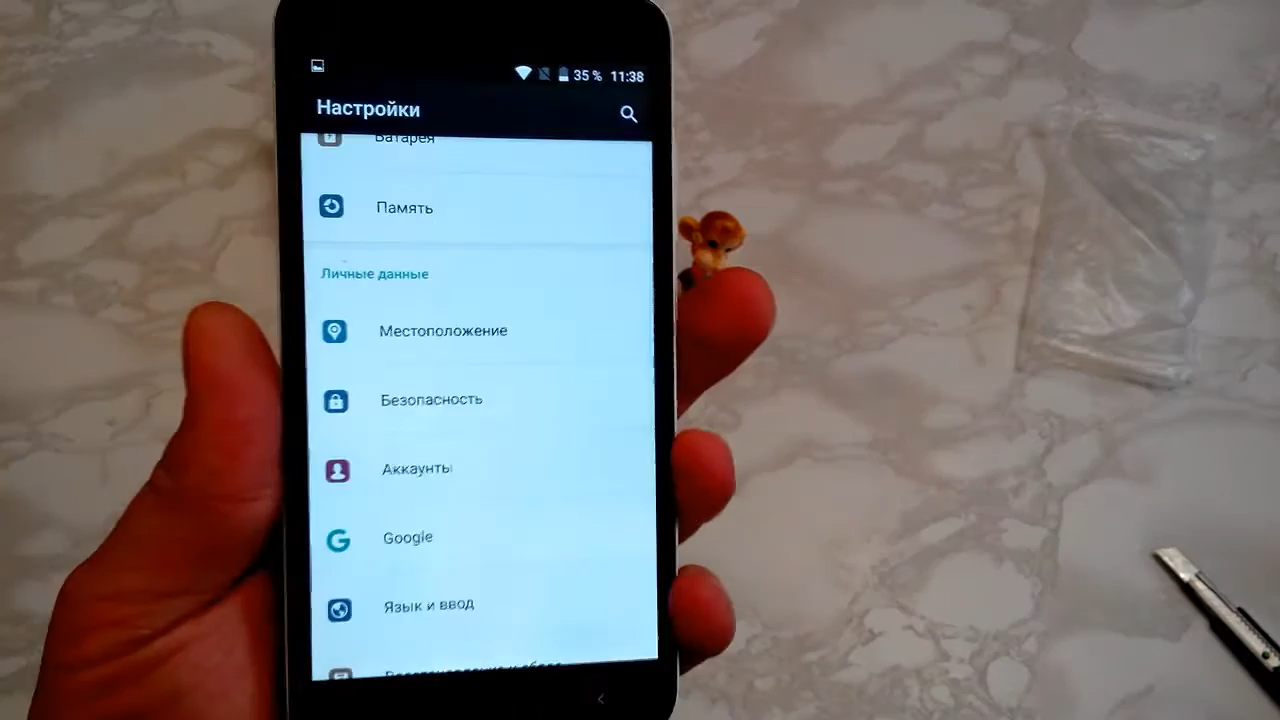 35 % 11:38
Настройки
Батарея
Память
Личные данные
Местоположение
Безопасность
Аккаунты
Google
Язык и ввод